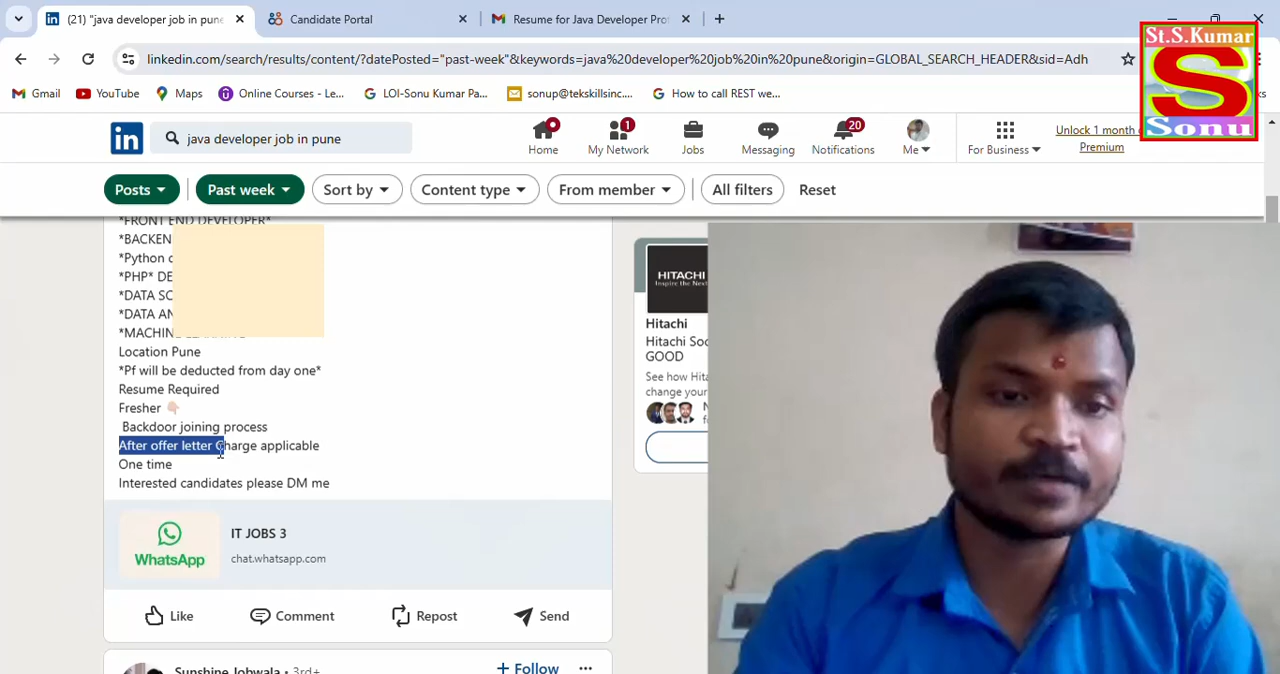 (21) "java developer job in pune
Candidate Portal
Resume for Java Developer Pro
linkedin.com/search/results/content/?datePosted="past-week"&keywords=java%20developer%20job%20in%20pune&origin=GLOBAL_SEARCH_HEADER&sid=Adh
Gmail
YouTube
Maps
Online Courses - Le...
LOI-Sonu Kumar Pa...
sonup@tekskillsinc....
How to call REST we...
St.S.Kumar
S
Sonu
in
java developer job in pune
Home
1
My Network
Jobs
Messaging
20
Notifications
Me
For Business
Unlock 1 month
Premium
Posts
Past week
Sort by
Content type
From member
All filters
Reset
*FRONT END DEVELOPER*
*BACKEN
*Python
*PHP* DE
*DATA SC
*DATA AN
*MACHIN
Location Pune
*Pf will be deducted from day one*
Resume Required
Fresher
Backdoor joining process
After offer letter Charge applicable
One time
Interested candidates please DM me
WhatsApp
IT JOBS 3
chat.whatsapp.com
Like
Comment
Repost
Send
Sunshine Jobwala • 3rd+
+ Follow
HITACHI
Inspire the Next
Hitachi
Hitachi Soc
GOOD
See how Hita
change your